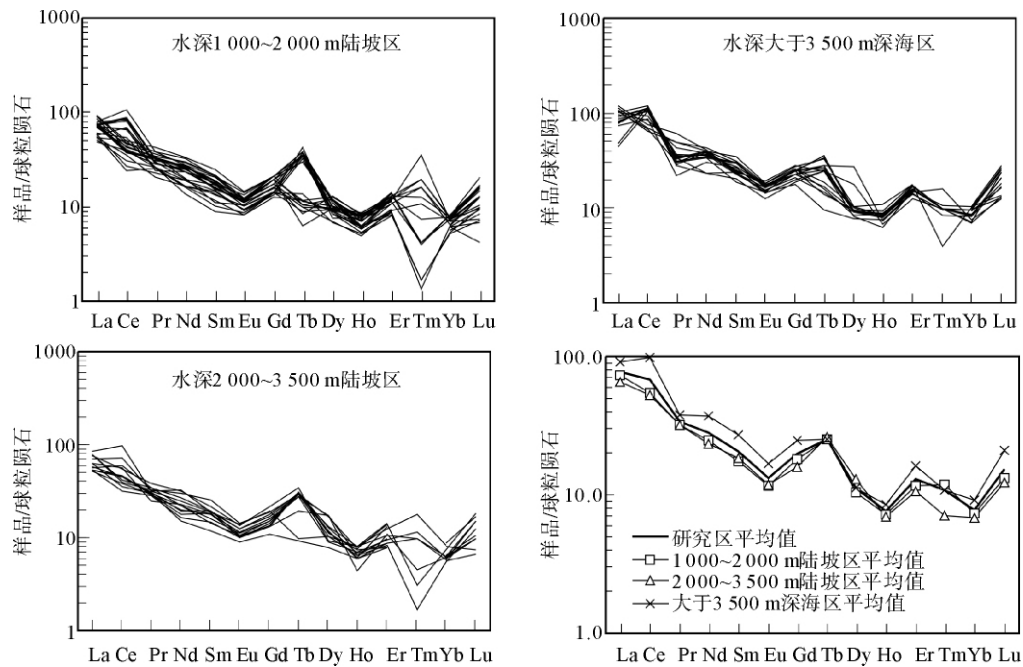 1000
水深1 000~2 000 m陆坡区
100
10
1
样品/球粒陨石
La Ce Pr Nd Sm Eu Gd Tb Dy Ho Er Tm Yb Lu
1000
水深大于3 500 m深海区
100
10
1
样品/球粒陨石
La Ce Pr Nd Sm Eu Gd Tb Dy Ho Er Tm Yb Lu
1000
水深2 000~3 500 m陆坡区
100
10
1
样品/球粒陨石
La Ce Pr Nd Sm Eu Gd Tb Dy Ho Er Tm Yb Lu
100.0
10.0
1.0
样品/球粒陨石
研究区平均值
1 000~2 000 m陆坡区平均值
2 000~3 500 m陆坡区平均值
大于3 500 m深海区平均值
La Ce Pr Nd Sm Eu Gd Tb Dy Ho Er Tm Yb Lu